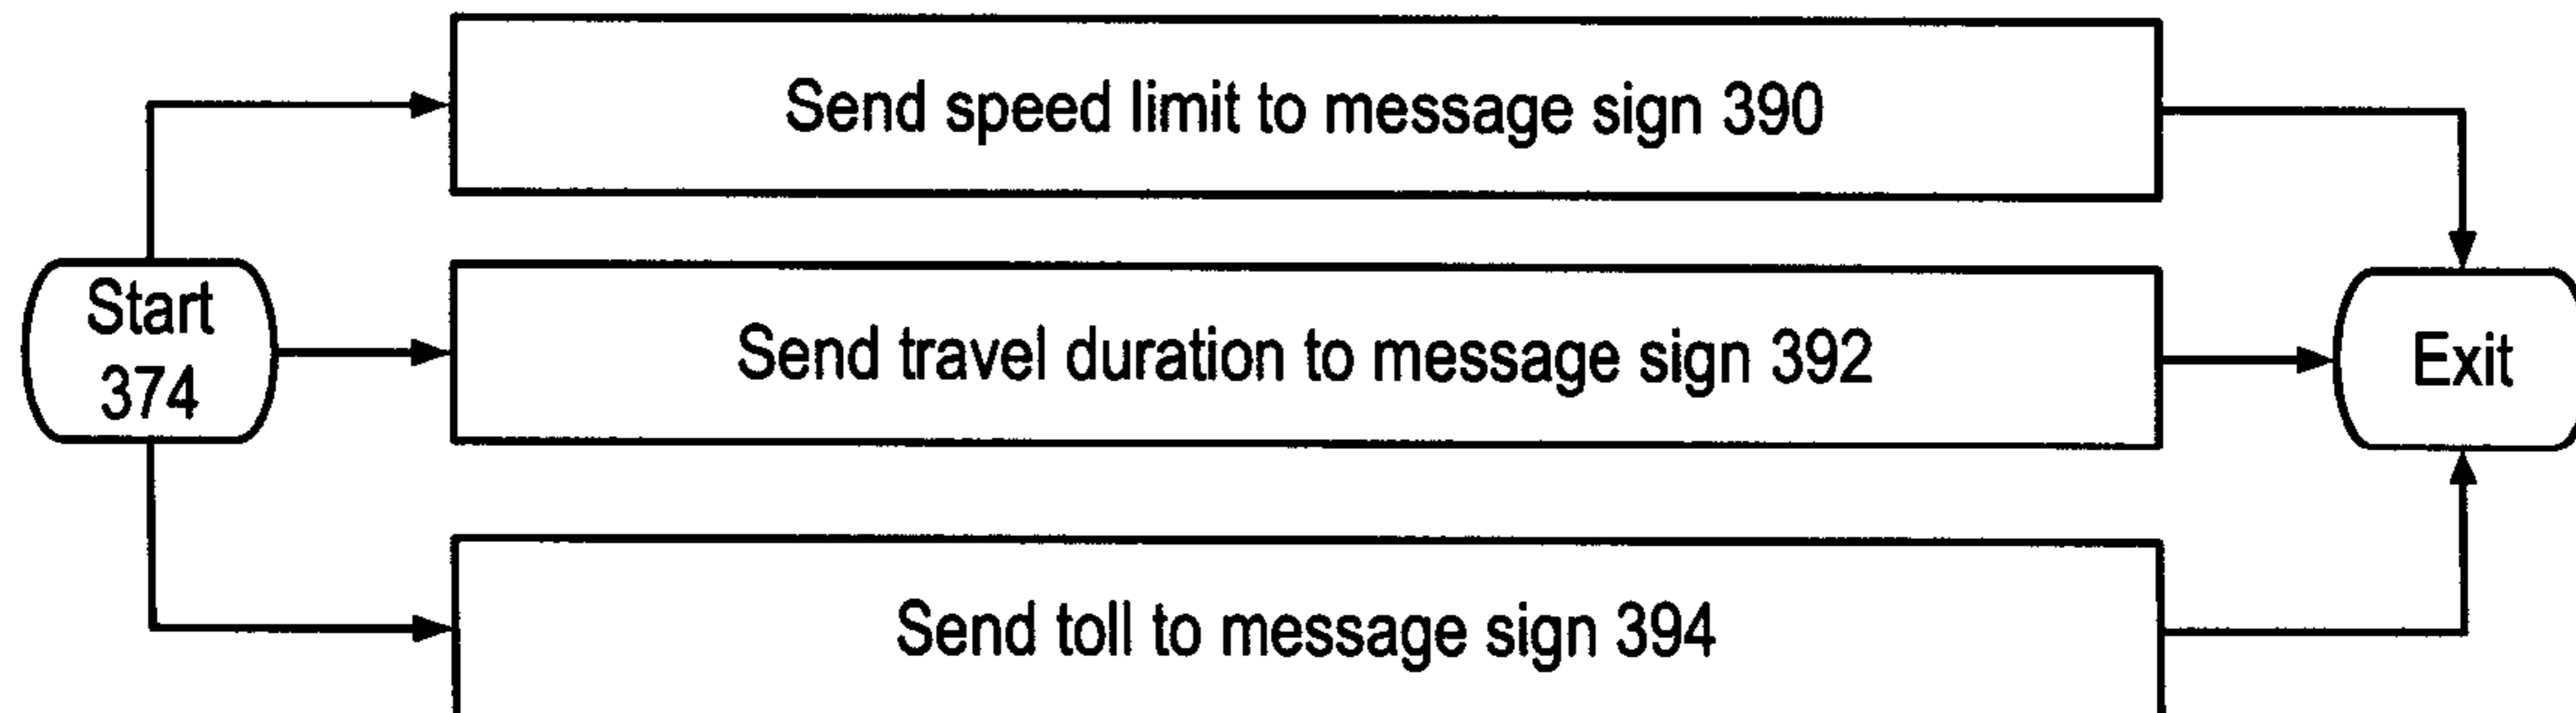 Send speed limit to message sign 390
Start
374
Send travel duration to message sign 392
Exit
Send toll to message sign 394